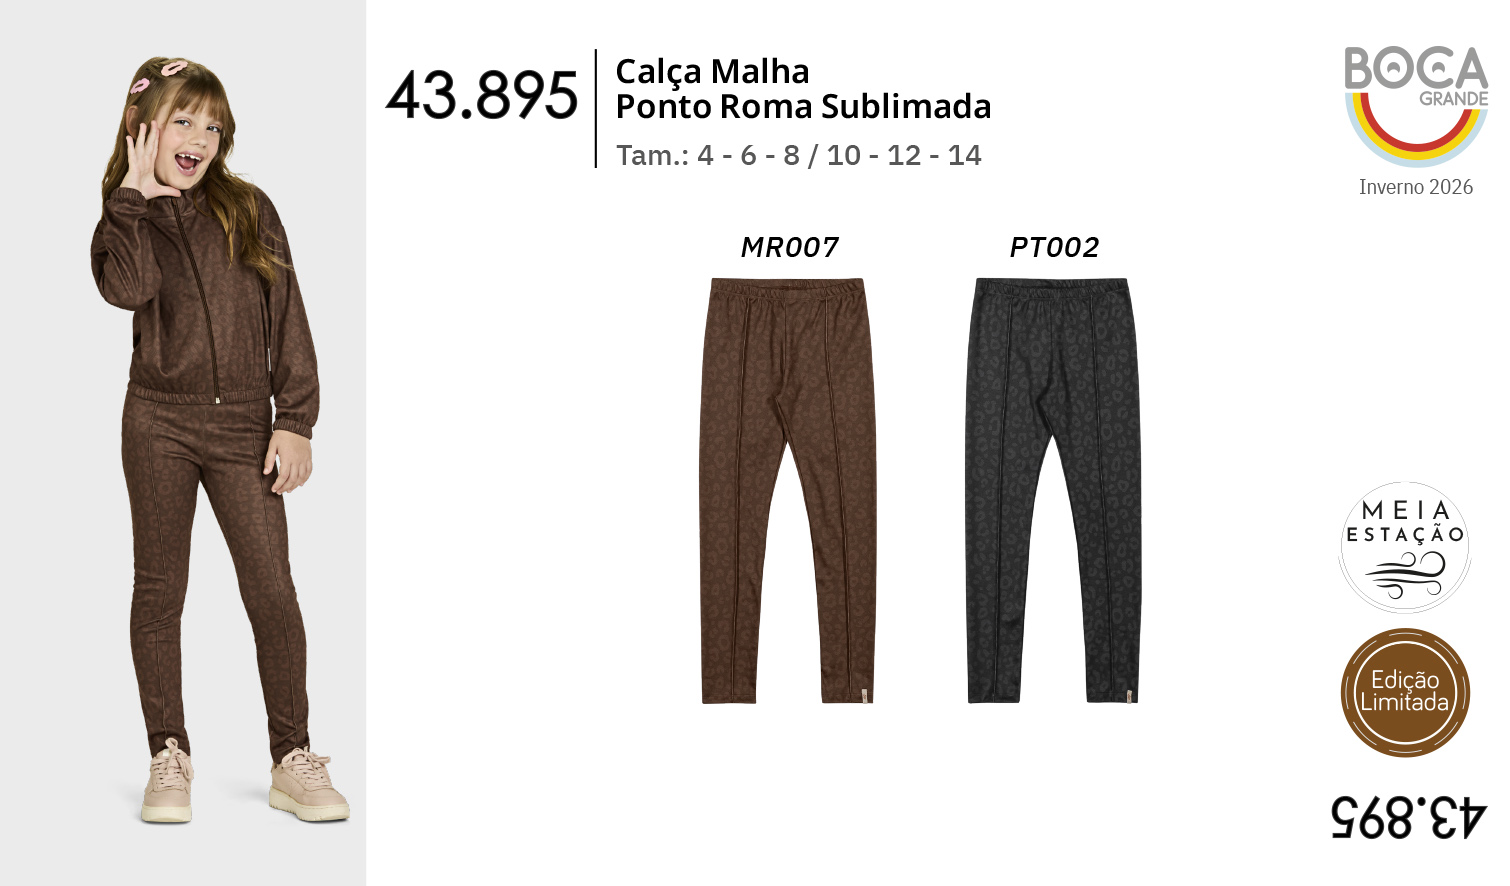 43.895
Calça Malha
Ponto Roma Sublimada
Tam.: 4 - 6 - 8 / 10 - 12 - 14
BOCA
GRANDE
Inverno 2026
MR007
PT002
MEIA
ESTAÇÃO
Edição
Limitada
43.895